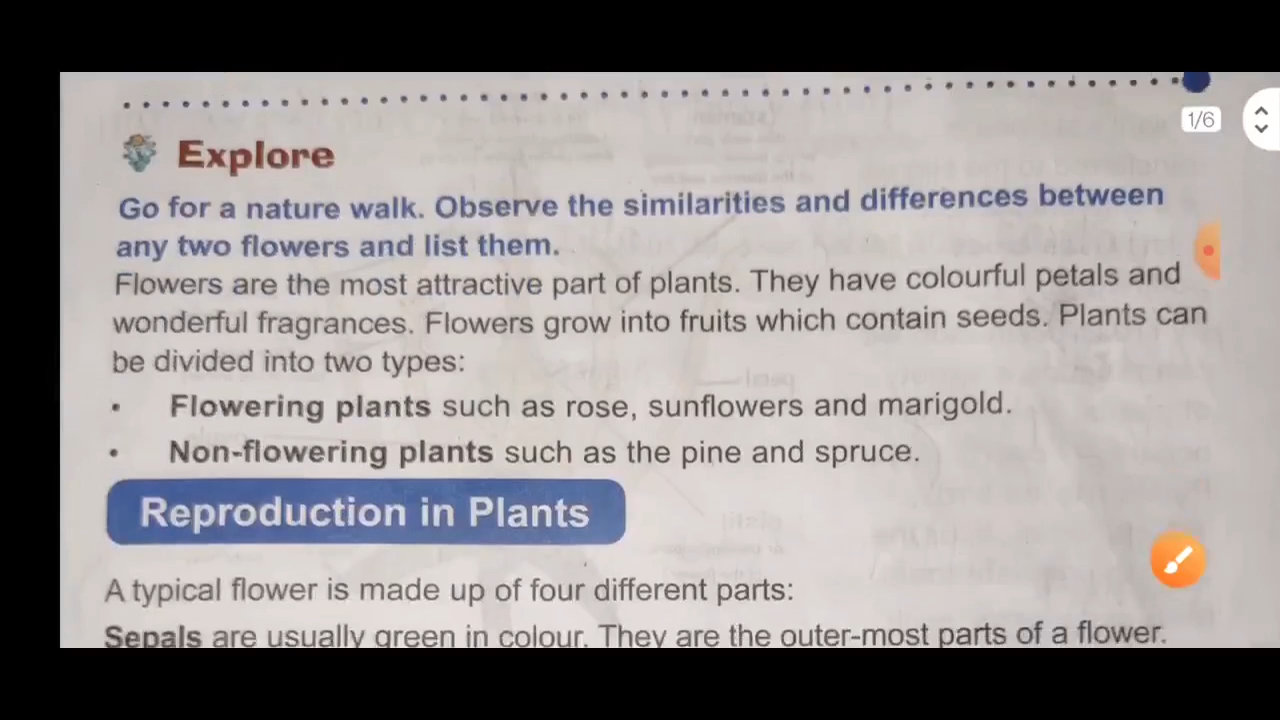 1/6
Explore
Go for a nature walk. Observe the similarities and differences between
any two flowers and list them.
Flowers are the most attractive part of plants. They have colourful petals and
wonderful fragrances. Flowers grow into fruits which contain seeds. Plants can
be divided into two types:
• Flowering plants such as rose, sunflowers and marigold.
• Non-flowering plants such as the pine and spruce.
Reproduction in Plants
A typical flower is made up of four different parts:
Sepals are usually green in colour. They are the outer-most parts of a flower.